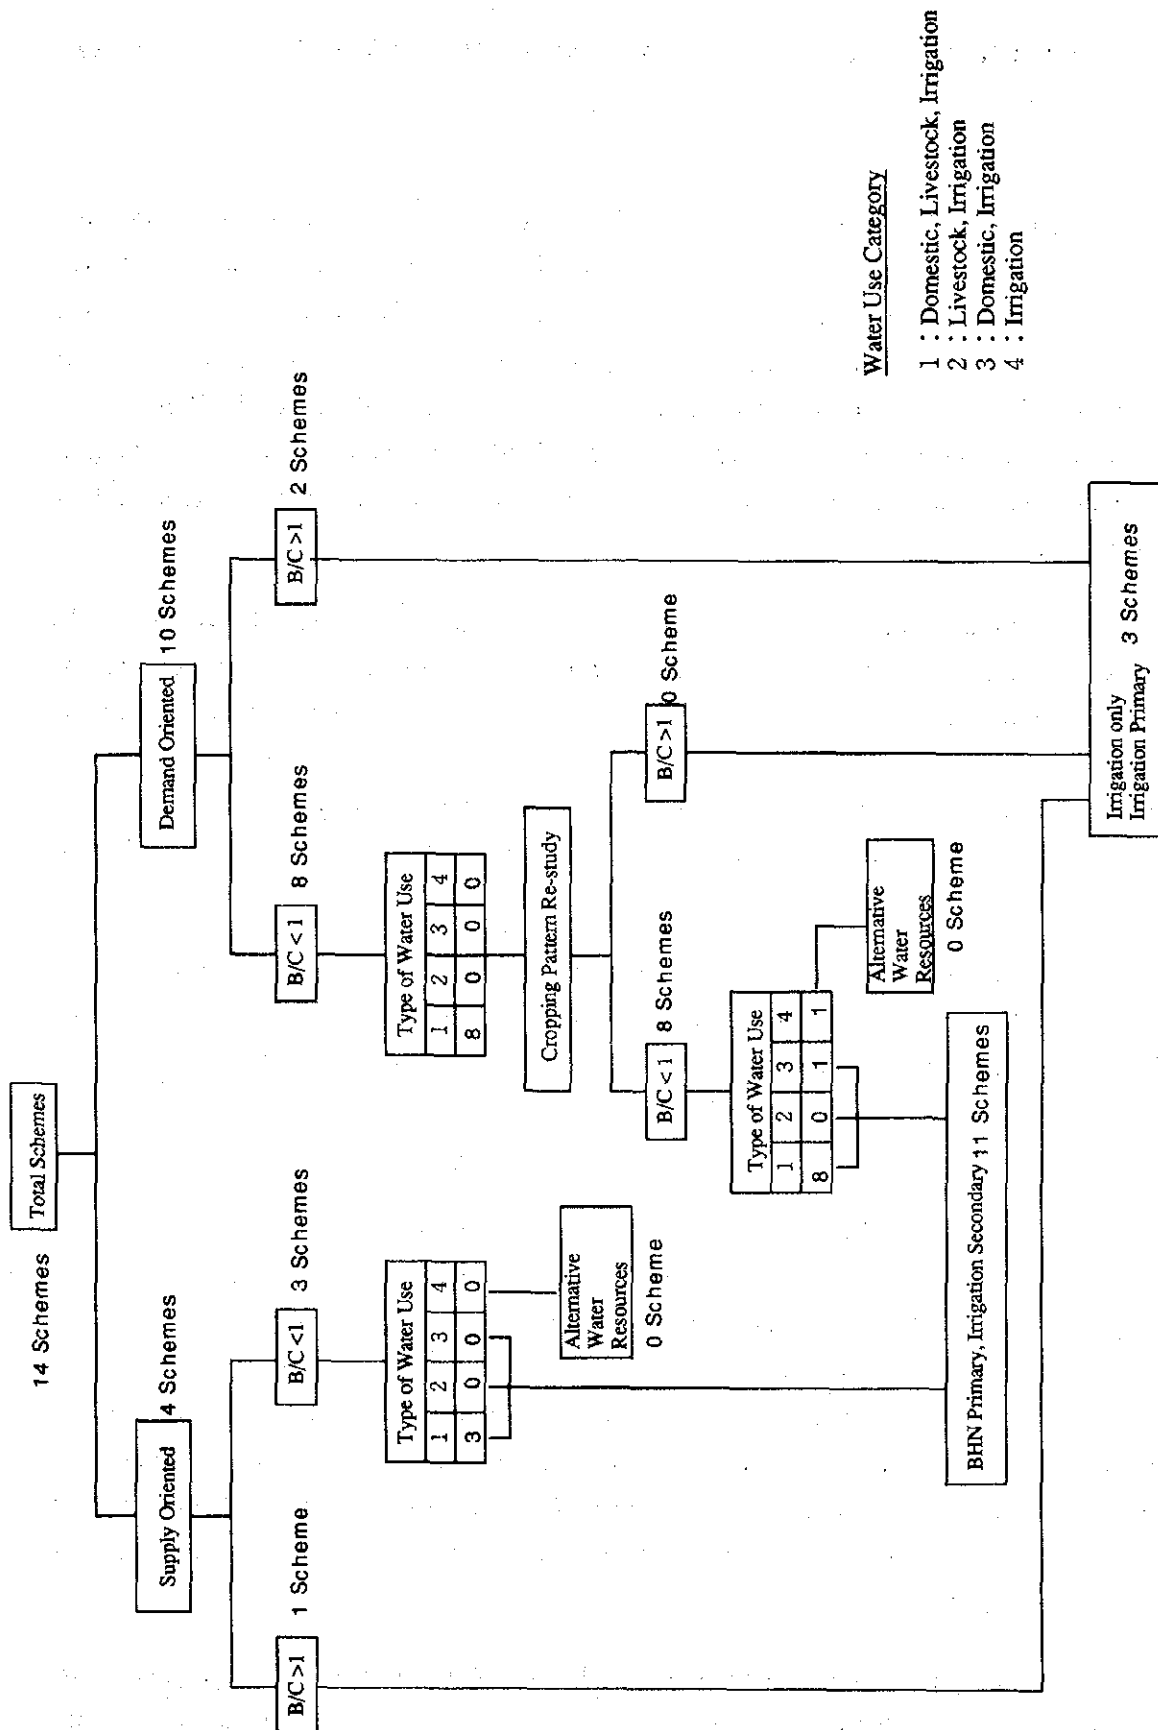 14 Schemes
Total Schemes
4 Schemes
Supply Oriented
10 Schemes
Demand Oriented
1 Scheme
B/C >1
3 Schemes
B/C <1
8 Schemes
B/C < 1
2 Schemes
B/C >1
Type of Water Use
1 2 3 4
3 0 0 0
Type of Water Use
1 2 3 4
8 0 0 0
Alternative
Water
Resources
0 Scheme
Cropping Pattern Re-study
B/C < 1
8 Schemes
B/C >1
0 Scheme
Type of Water Use
1 2 3 4
8 0 1 1
Alternative
Water
Resources
0 Scheme
BHN Primary, Irrigation Secondary 11 Schemes
Irrigation only
Irrigation Primary 3 Schemes
Water Use Category
1 : Domestic, Livestock, Irrigation
2 : Livestock, Irrigation
3 : Domestic, Irrigation
4 : Irrigation